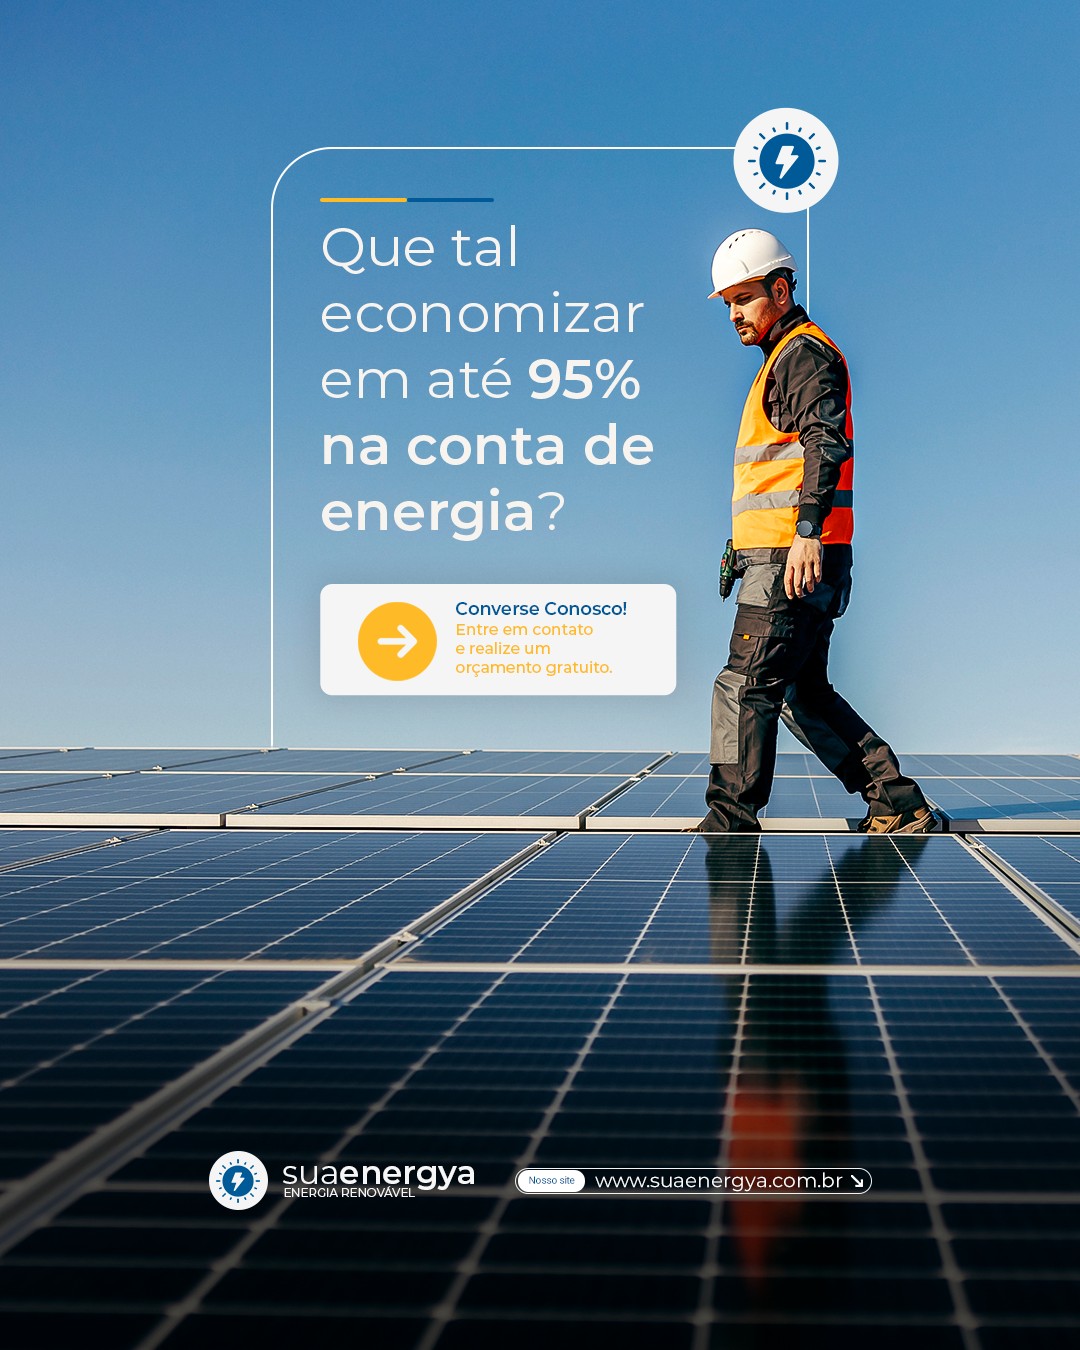 Que tal
economizar
em até 95%
na conta de
energia?
Converse Conosco!
Entre em contato
e realize um
orçamento gratuito.
suaenergya
ENERGIA RENOVÁVEL
Nosso site
www.suaenergya.com.br